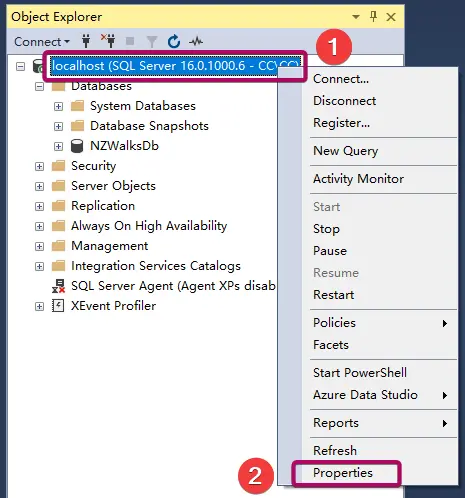 Object Explorer
Connect
localhost (SQL Server 16.0.1000.6 -
1
Databases
System Databases
Database Snapshots
NZWalksDb
Security
Server Objects
Replication
Always On High Availability
Management
Integration Services Catalogs
SQL Server Agent (Agent XPs disab
XEvent Profiler
Connect...
Disconnect
Register...
New Query
Activity Monitor
Start
Stop
Pause
Resume
Restart
Policies
Facets
Start PowerShell
Azure Data Studio
Reports
Refresh
2
Properties